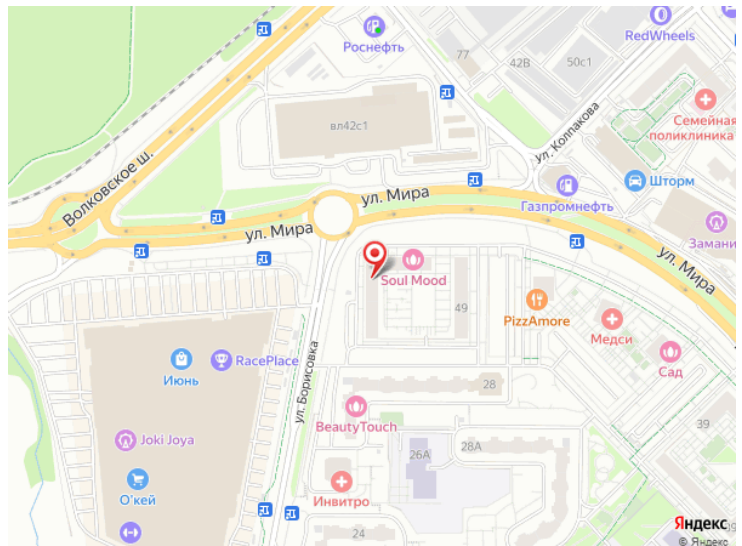 Роснефть
77
42В
50с1
RedWheels
Семейная
поликлиника
вл42с1
ул. Колпакова
Волковское ш.
ул. Мира
ул. Мира
Шторм
Газпромнефть
Замани
ул. Мира
Soul Mood
49
PizzAmore
Медси
Сад
RacePlace
Июнь
ул. Борисовка
28
BeautyTouch
39
Joki Joya
28А
26А
О'кей
Инвитро
24
Яндекс
© Яндекс